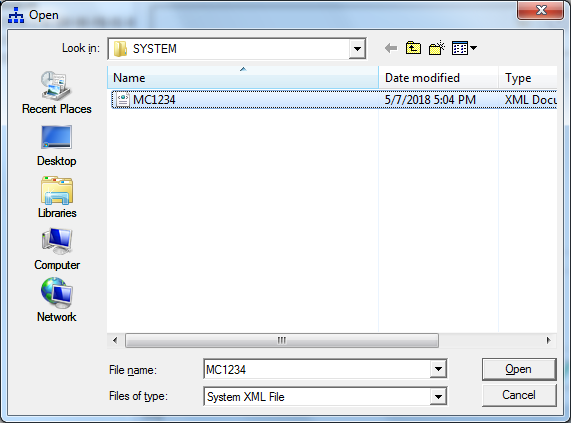 Open
Look in: SYSTEM
Name Date modified Type
MC1234 5/7/2018 5:04 PM XML Docu
Recent Places
Desktop
Libraries
Computer
Network
File name: MC1234 Open
Files of type: System XML File Cancel